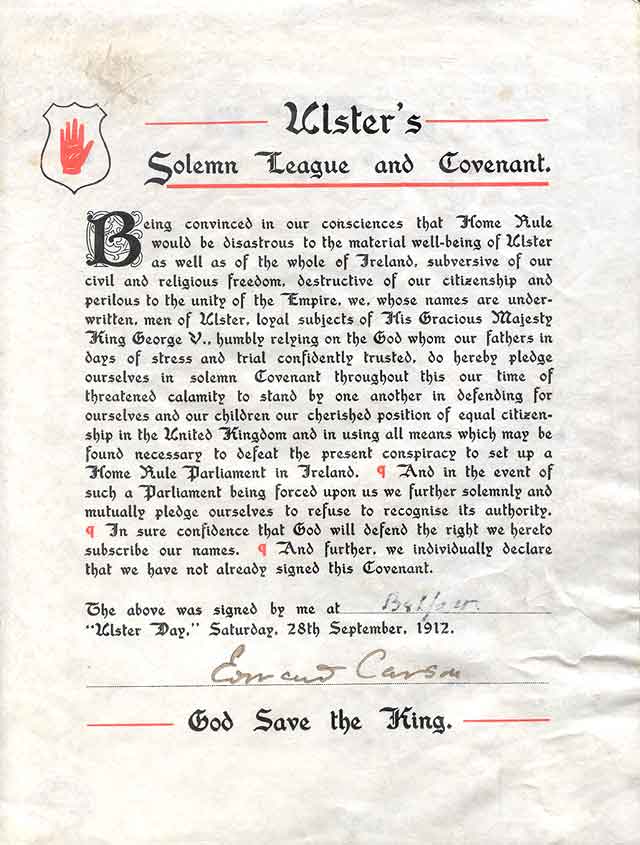 Ulster's
Solemn League and Covenant.
Being convinced in our consciences that Home Rule
would be disastrous to the material well-being of Ulster
as well as of the whole of Ireland, subversive of our
civil and religious freedom, destructive of our citizenship and
perilous to the unity of the Empire, we, whose names are under-
written, men of Ulster, loyal subjects of His Gracious Majesty
King George V., humbly relying on the God whom our fathers in
days of stress and trial confidently trusted, do hereby pledge
ourselves in solemn Covenant throughout this our time of
threatened calamity to stand by one another in defending for
ourselves and our children our cherished position of equal citizen-
ship in the United Kingdom and in using all means which may be
found necessary to defeat the present conspiracy to set up a
Home Rule Parliament in Ireland. ¶ And in the event of
such a Parliament being forced upon us we further solemnly and
mutually pledge ourselves to refuse to recognise its authority.
¶ In sure confidence that God will defend the right we hereto
subscribe our names. ¶ And further, we individually declare
that we have not already signed this Covenant.
The above was signed by me at Belfast.
"Ulster Day," Saturday, 28th September, 1912.
Edward Carson
God Save the King.